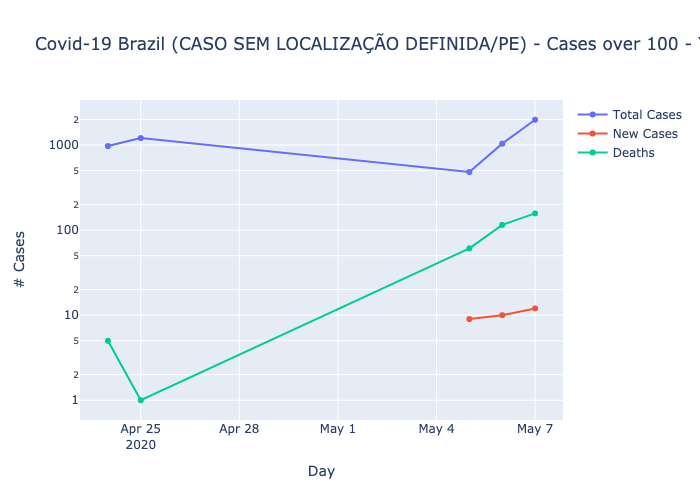 Covid-19 Brazil (CASO SEM LOCALIZAÇÃO DEFINIDA/PE) - Cases over 100 -
Total Cases
New Cases
Deaths
# Cases
2
1000
5
2
100
5
2
10
5
2
1
Apr 25
2020
Apr 28
May 1
May 4
May 7
Day